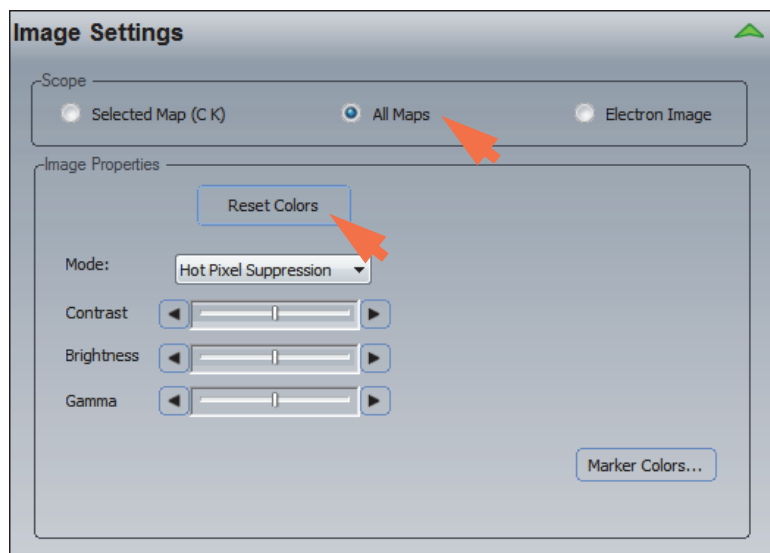 Image Settings
Scope
Selected Map (C K)
All Maps
Electron Image
Image Properties
Reset Colors
Mode:
Hot Pixel Suppression
Contrast
Brightness
Gamma
Marker Colors...